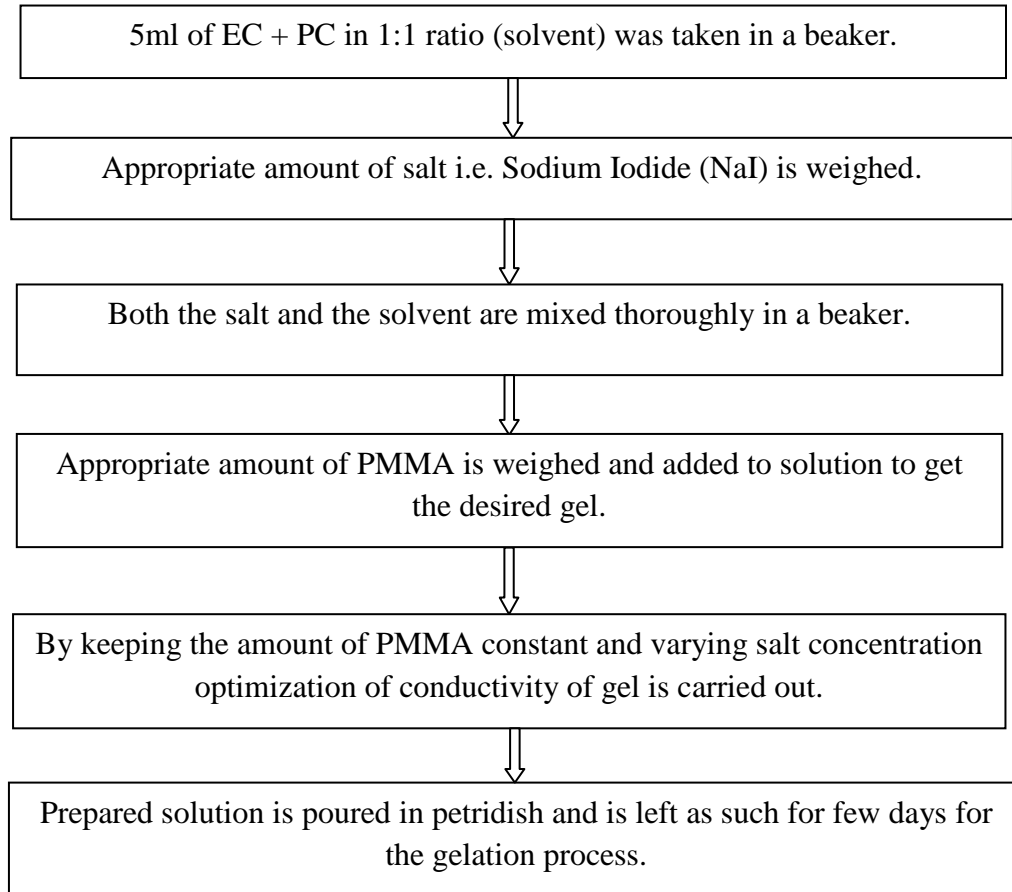 5ml of EC + PC in 1:1 ratio (solvent) was taken in a beaker.
Appropriate amount of salt i.e. Sodium Iodide (NaI) is weighed.
Both the salt and the solvent are mixed thoroughly in a beaker.
Appropriate amount of PMMA is weighed and added to solution to get
the desired gel.
By keeping the amount of PMMA constant and varying salt concentration
optimization of conductivity of gel is carried out.
Prepared solution is poured in petridish and is left as such for few days for
the gelation process.